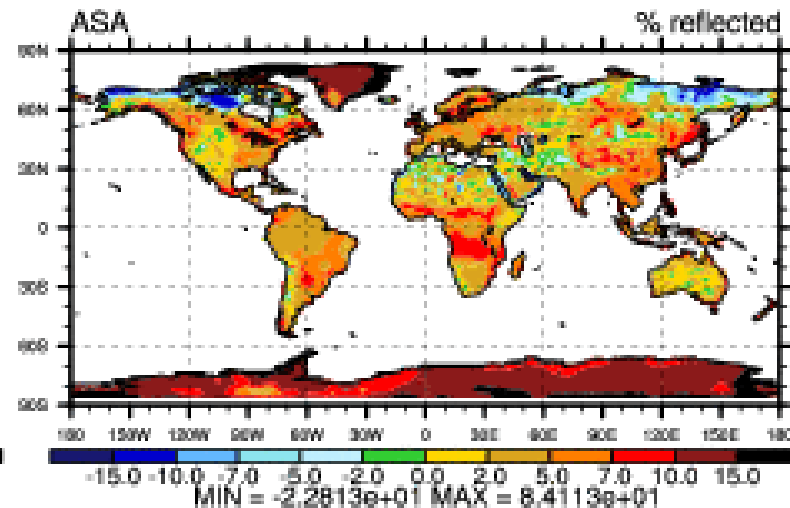 ASA % reflected
90N
60N
30N
0
30S
60S
90S
180 150W 120W 90W 60W 30W 0 30E 60E 90E 120E 150E 180
-15.0 -10.0 -7.0 -5.0 -2.0 0.0 2.0 5.0 7.0 10.0 15.0
MIN = -2.2813e+01 MAX = 8.4113e+01